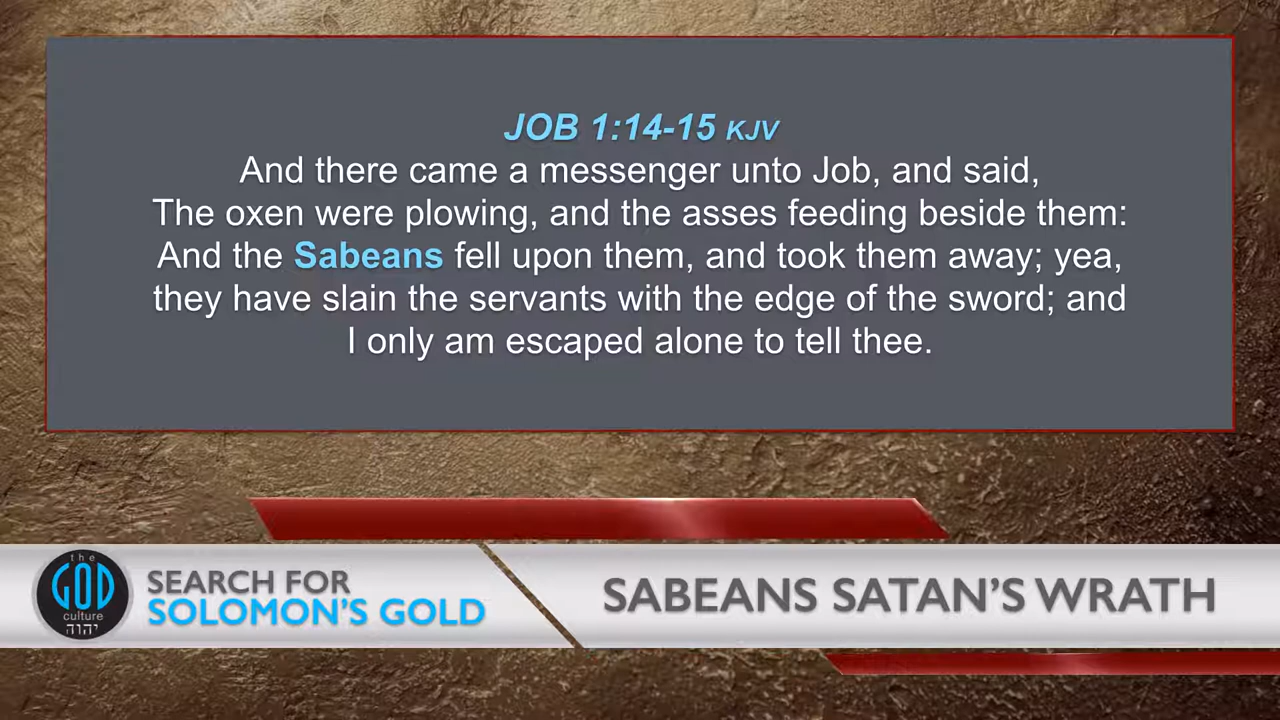 JOB 1:14-15 KJV
And there came a messenger unto Job, and said,
The oxen were plowing, and the asses feeding beside them:
And the Sabeans fell upon them, and took them away; yea,
they have slain the servants with the edge of the sword; and
I only am escaped alone to tell thee.
the
GOD
culture
יהוה
SEARCH FOR
SOLOMON'S GOLD
SABEANS SATAN'S WRATH